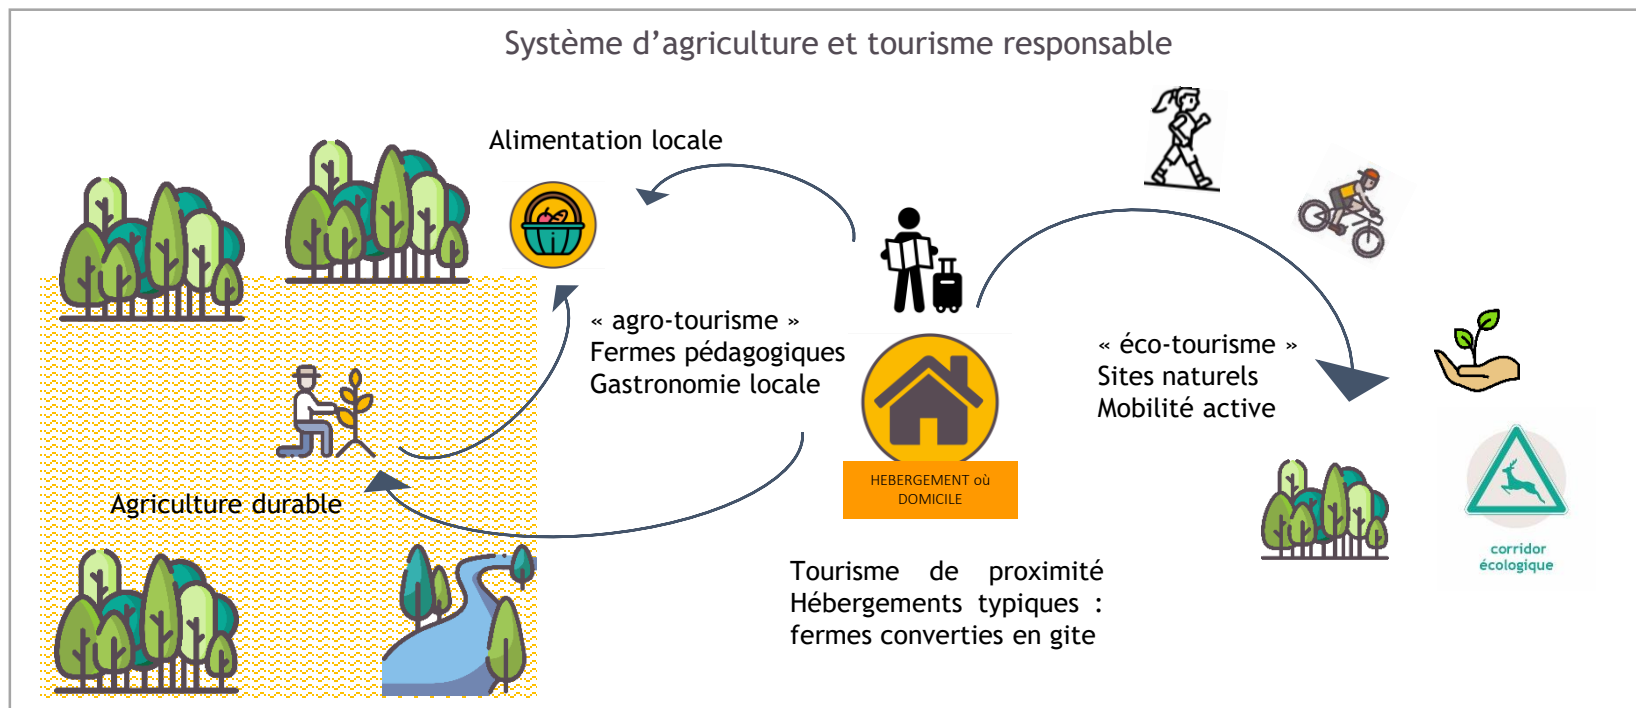 Système d’agriculture et tourisme responsable
Alimentation locale
« agro-tourisme »
Fermes pédagogiques
Gastronomie locale
« éco-tourisme »
Sites naturels
Mobilité active
HEBERGEMENT où
DOMICILE
Agriculture durable
corridor
écologique
Tourisme de proximité
Hébergements typiques :
fermes converties en gite